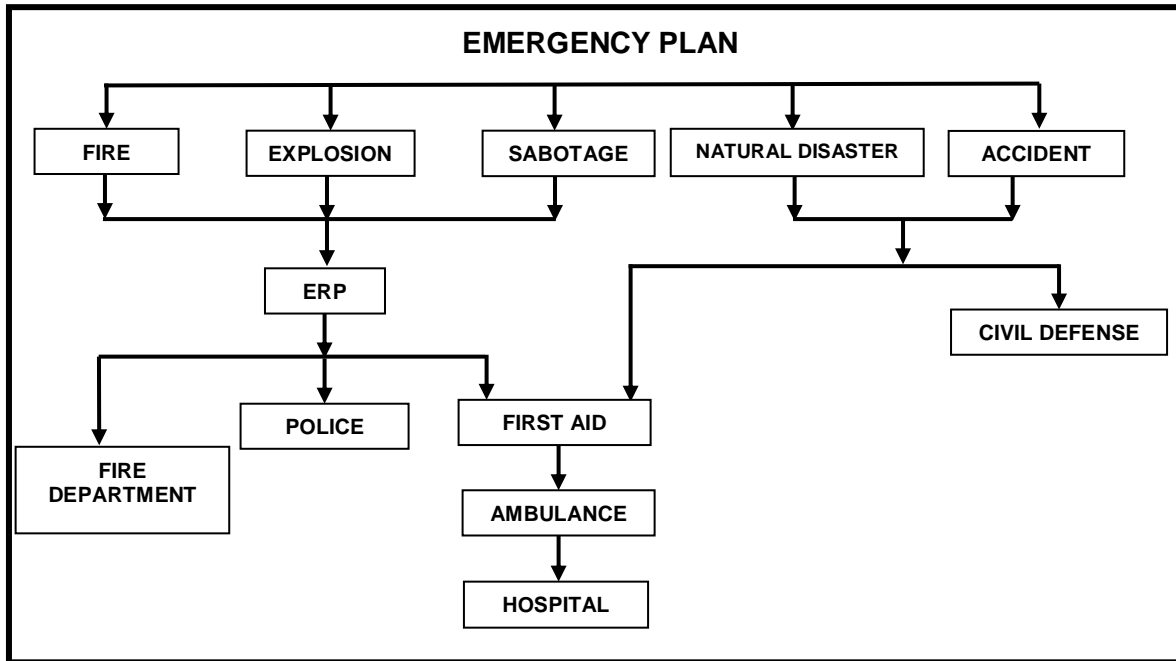 EMERGENCY PLAN
FIRE
EXPLOSION
SABOTAGE
NATURAL DISASTER
ACCIDENT
ERP
CIVIL DEFENSE
POLICE
FIRST AID
FIRE
DEPARTMENT
AMBULANCE
HOSPITAL